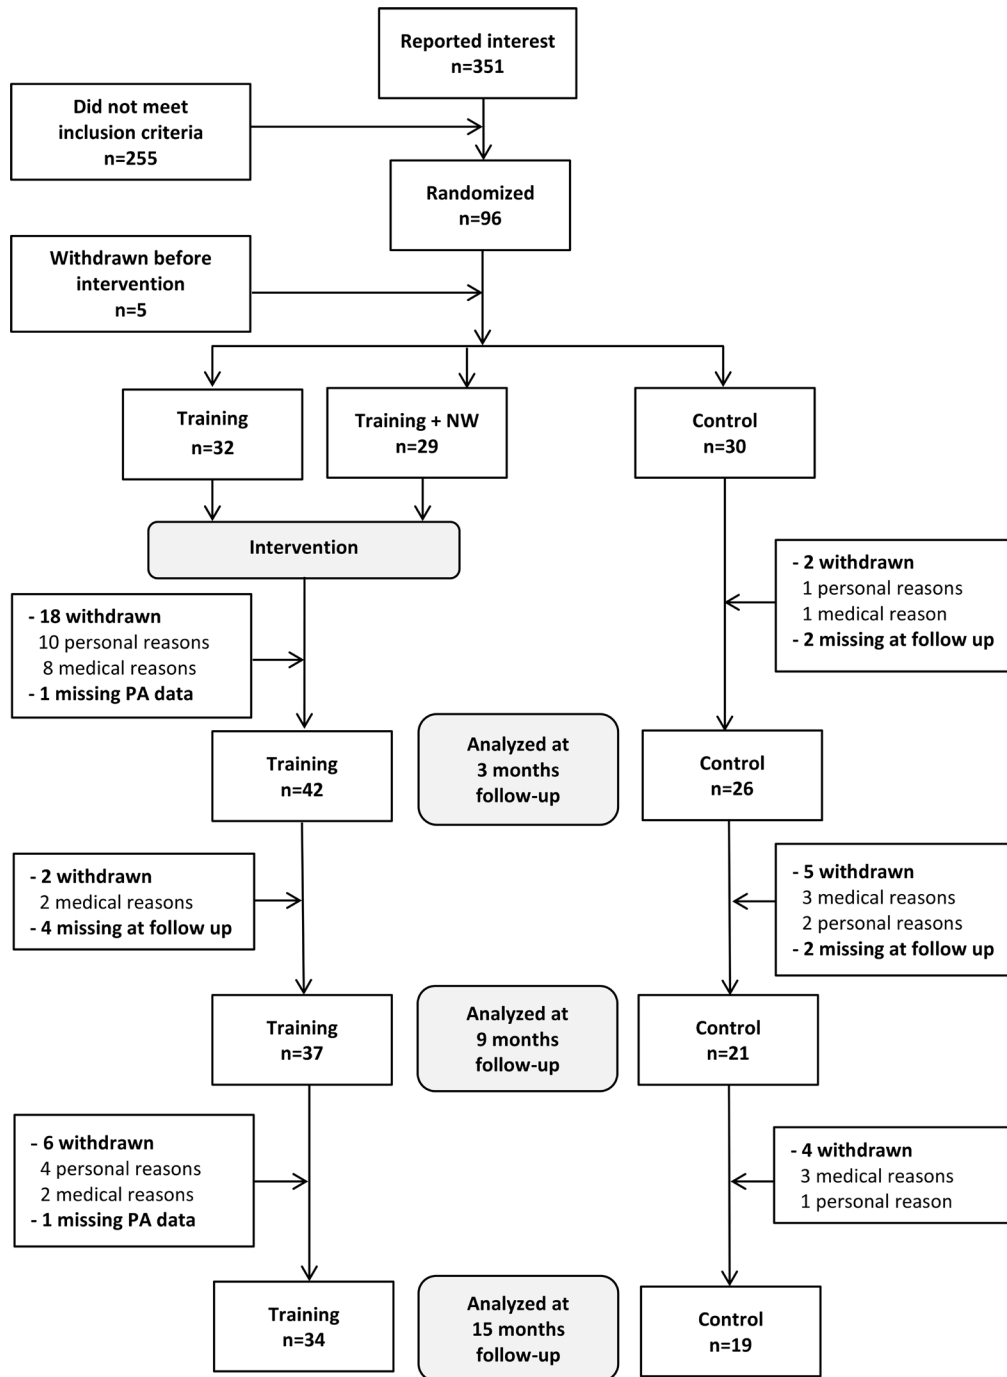 Reported interest
n=351
Did not meet
inclusion criteria
n=255
Randomized
n=96
Withdrawn before
intervention
n=5
Training
n=32
Training + NW
n=29
Control
n=30
Intervention
- 2 withdrawn
1 personal reasons
1 medical reason
- 2 missing at follow up
- 18 withdrawn
10 personal reasons
8 medical reasons
- 1 missing PA data
Training
n=42
Analyzed at
3 months
follow-up
Control
n=26
- 2 withdrawn
2 medical reasons
- 4 missing at follow up
- 5 withdrawn
3 medical reasons
2 personal reasons
- 2 missing at follow up
Training
n=37
Analyzed at
9 months
follow-up
Control
n=21
- 6 withdrawn
4 personal reasons
2 medical reasons
- 1 missing PA data
- 4 withdrawn
3 medical reasons
1 personal reason
Training
n=34
Analyzed at
15 months
follow-up
Control
n=19